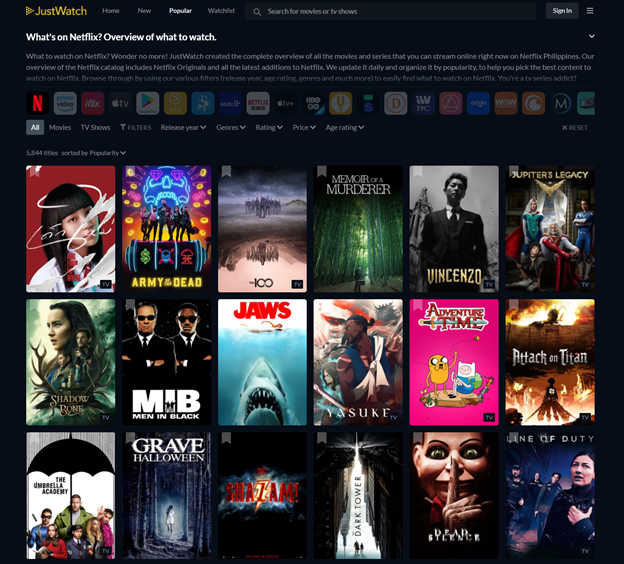 JustWatch
Home New Popular Watchlist Search for movies or tv shows Sign In
What's on Netflix? Overview of what to watch.
What to watch on Netflix? Wonder no more! JustWatch created the complete overview of all the movies and series that you can stream online right now on Netflix Philippines. Our
overview of the Netflix catalog includes Netflix Originals and all the latest additions to Netflix. We update it daily and organize it by popularity, to help you pick the best content to
watch on Netflix. Browse through by using our various filters (release year, age rating, genres and much more) to easily find what to watch on Netflix. You're a tv series addict?
N prime video iflix tv MUBI NETFLIX KIDS tv+ HBO GO
All Movies TV Shows FILTERS Release year Genres Rating Price Age rating RESET
5,844 titles sorted by Popularity
TV
ARMY OF THE DEAD
THE 100
TV
MEMOIR OF A
MURDERER
VINCENZO
TV
JUPITER'S LEGACY
TV
SHADOW
AND
BONE
TV
MIB
MEN IN BLACK
JAWS
YASUKE
TV
ADVENTURE
TIME
TV
Attack on Titan
TV
THE
UMBRELLA
ACADEMY
TV
GRAVE
HALLOWEEN
SHAZAM!
DARK TOWER
DEAD
SILENCE
LINE OF DUTY
TV